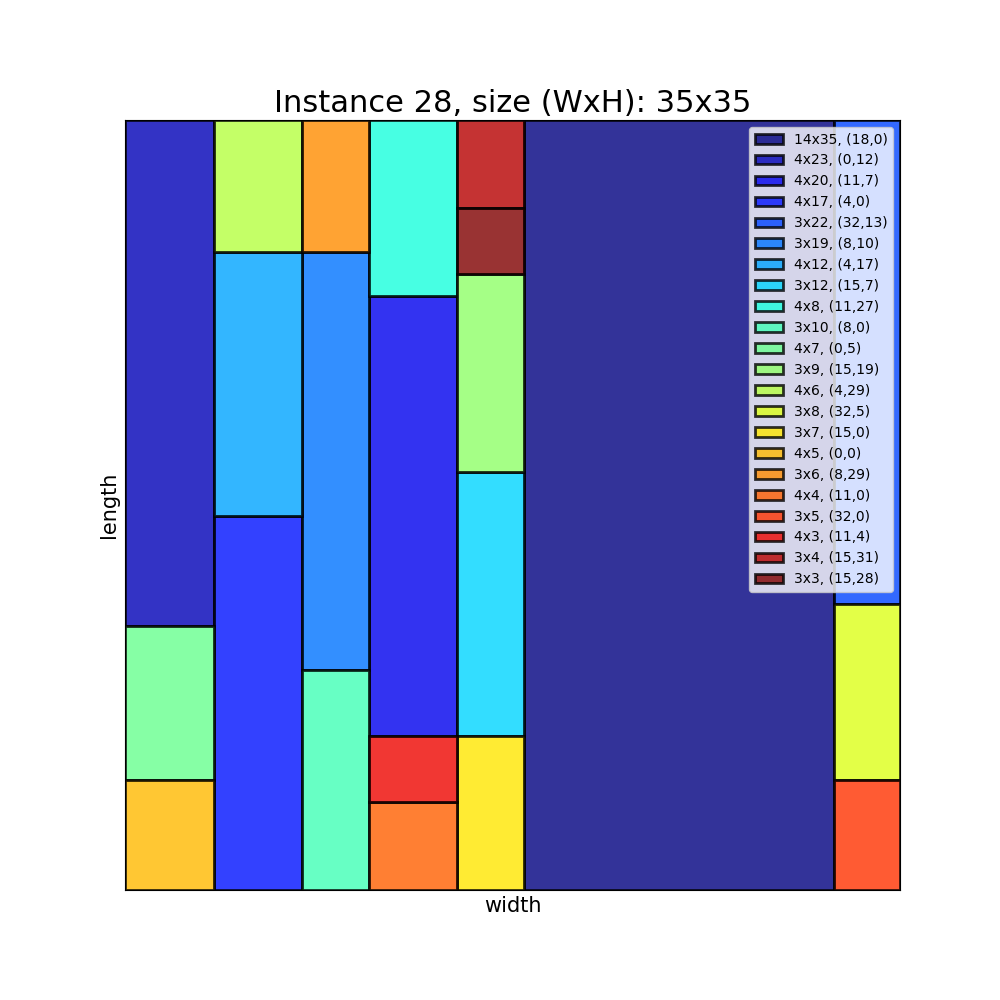 Instance 28, size (WxH): 35x35
14x35, (18,0)
4x23, (0,12)
4x20, (11,7)
4x17, (4,0)
3x22, (32,13)
3x19, (8,10)
4x12, (4,17)
3x12, (15,7)
4x8, (11,27)
3x10, (8,0)
4x7, (0,5)
3x9, (15,19)
4x6, (4,29)
3x8, (32,5)
3x7, (15,0)
4x5, (0,0)
3x6, (8,29)
4x4, (11,0)
3x5, (32,0)
4x3, (11,4)
3x4, (15,31)
3x3, (15,28)
length
width